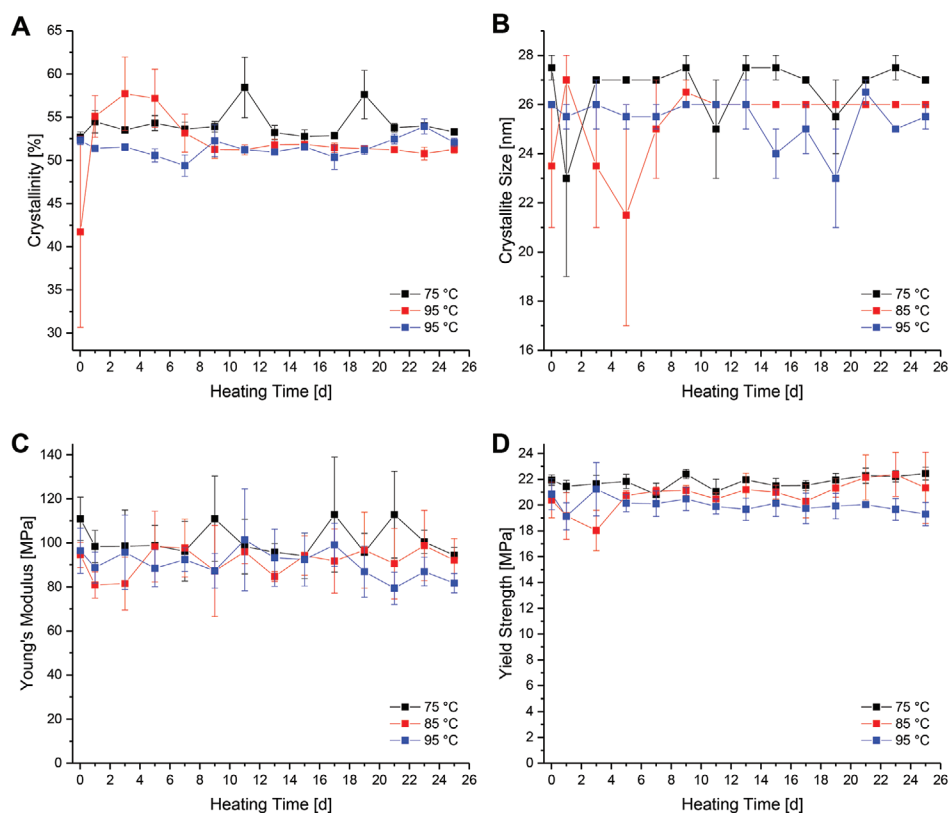 A
65
60
55
50
45
40
35
30
Crystallinity [%]
75 °C
95 °C
95 °C
0 2 4 6 8 10 12 14 16 18 20 22 24 26
Heating Time [d]
B
28
26
24
22
20
18
16
Crystallite Size [nm]
75 °C
85 °C
95 °C
0 2 4 6 8 10 12 14 16 18 20 22 24 26
Heating Time [d]
C
140
120
100
80
60
40
20
0
Young's Modulus [MPa]
75 °C
85 °C
95 °C
0 2 4 6 8 10 12 14 16 18 20 22 24 26
Heating Time [d]
D
24
22
20
18
16
14
12
10
8
6
4
2
0
Yield Strength [MPa]
75 °C
85 °C
95 °C
0 2 4 6 8 10 12 14 16 18 20 22 24 26
Heating Time [d]